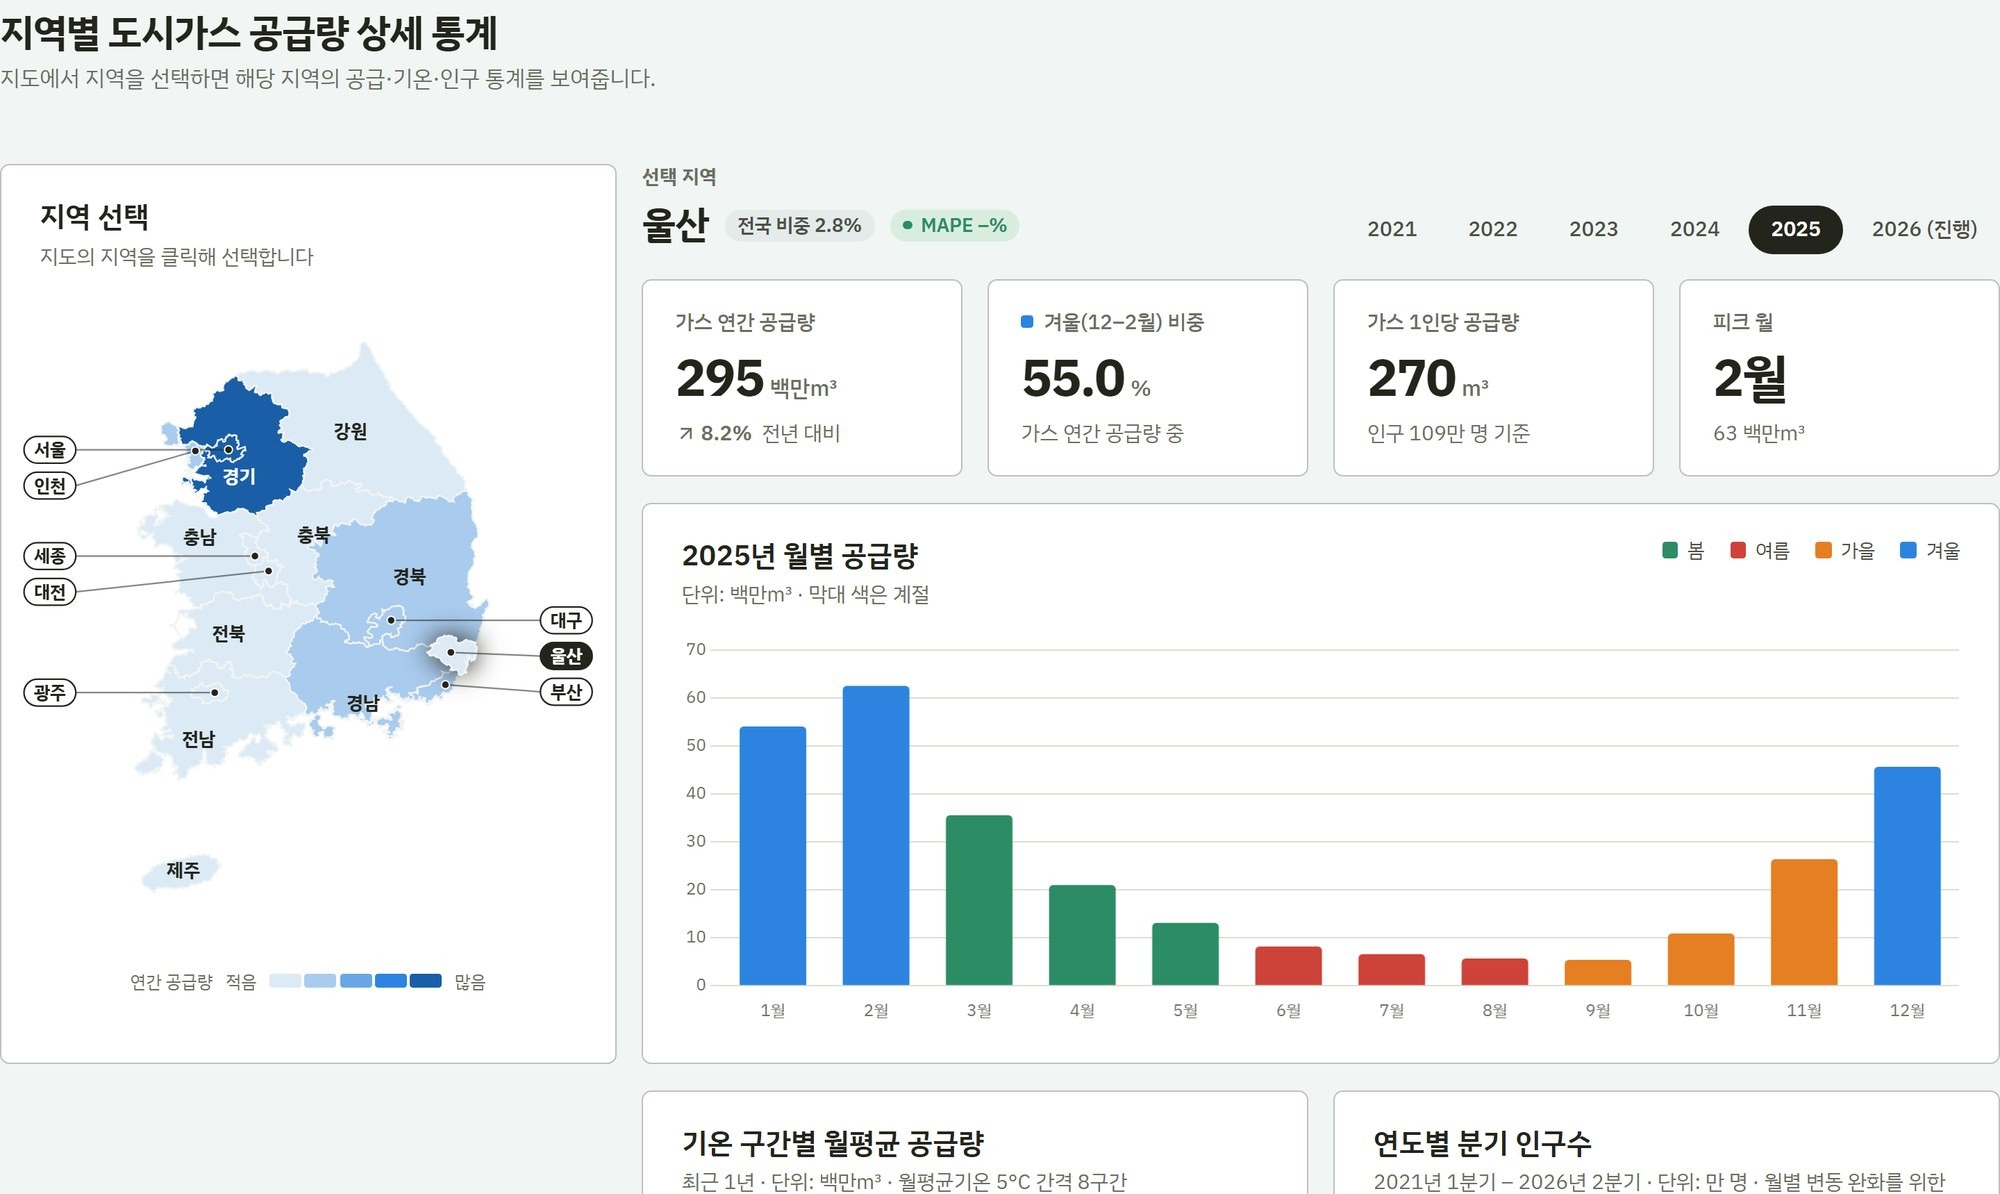 지역별 도시가스 공급량 상세 통계
지도에서 지역을 선택하면 해당 지역의 공급·기온·인구 통계를 보여줍니다.
지역 선택
지도의 지역을 클릭해 선택합니다
강원
서울
경기
인천
충남
충북
세종
경북
대전
대구
전북
울산
부산
광주
경남
전남
제주
연간 공급량 적음 많음
선택 지역
울산 전국 비중 2.8% MAPE –%
2021 2022 2023 2024 2025 2026 (진행)
가스 연간 공급량
295 백만m³
↗ 8.2% 전년 대비
겨울(12–2월) 비중
55.0 %
가스 연간 공급량 중
가스 1인당 공급량
270 m³
인구 109만 명 기준
피크 월
2월
63 백만m³
2025년 월별 공급량
단위: 백만m³ · 막대 색은 계절
봄 여름 가을 겨울
70
60
50
40
30
20
10
0
1월 2월 3월 4월 5월 6월 7월 8월 9월 10월 11월 12월
기온 구간별 월평균 공급량
최근 1년 · 단위: 백만m³ · 월평균기온 5°C 간격 8구간
연도별 분기 인구수
2021년 1분기 – 2026년 2분기 · 단위: 만 명 · 월별 변동 완화를 위한